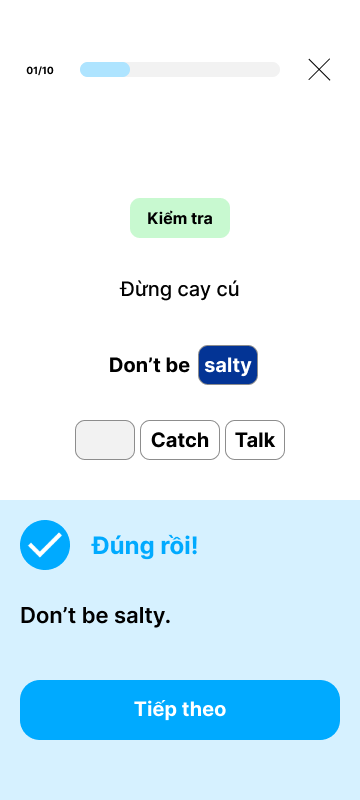 01/10
Kiểm tra
Đừng cay cú
Don’t be salty
Catch Talk
Đúng rồi!
Don’t be salty.
Tiếp theo